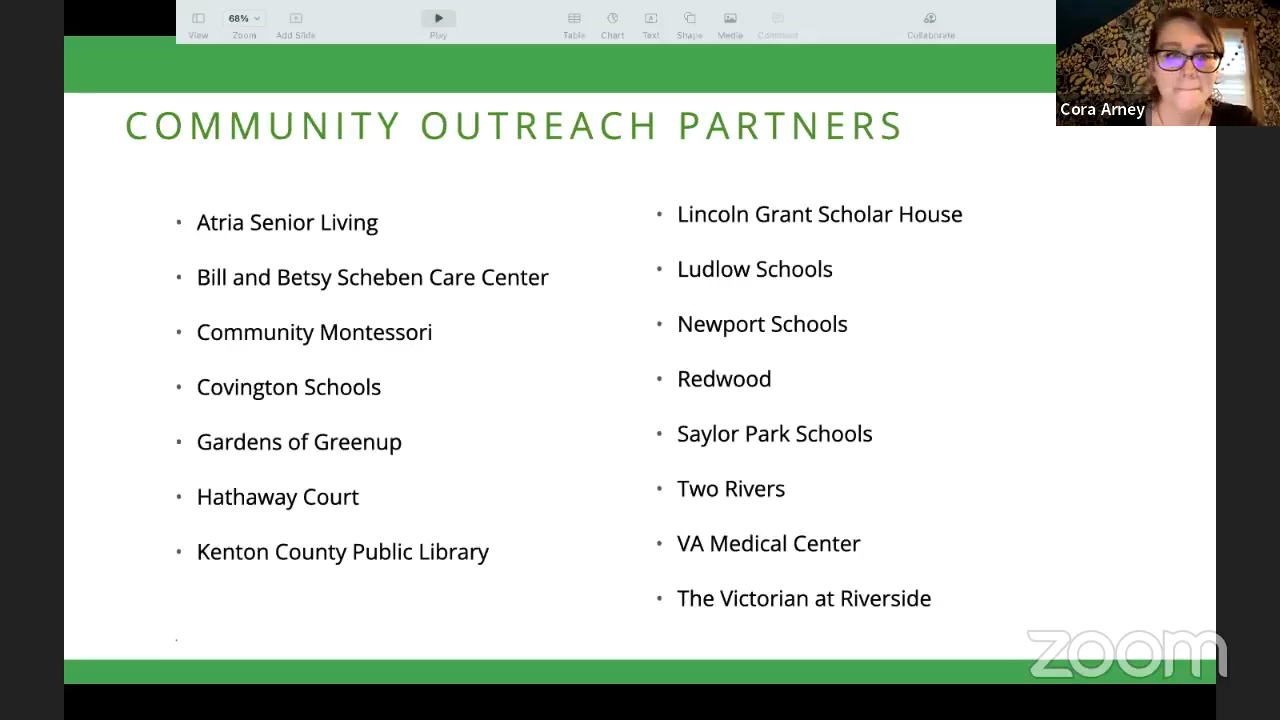 68%
View
Zoom
Add Slide
Play
Table
Chart
Text
Shape
Media
Comment
Collaborate
Cora Arney
COMMUNITY OUTREACH PARTNERS
• Atria Senior Living
• Bill and Betsy Scheben Care Center
• Community Montessori
• Covington Schools
• Gardens of Greenup
• Hathaway Court
• Kenton County Public Library
• Lincoln Grant Scholar House
• Ludlow Schools
• Newport Schools
• Redwood
• Saylor Park Schools
• Two Rivers
• VA Medical Center
• The Victorian at Riverside
zoom